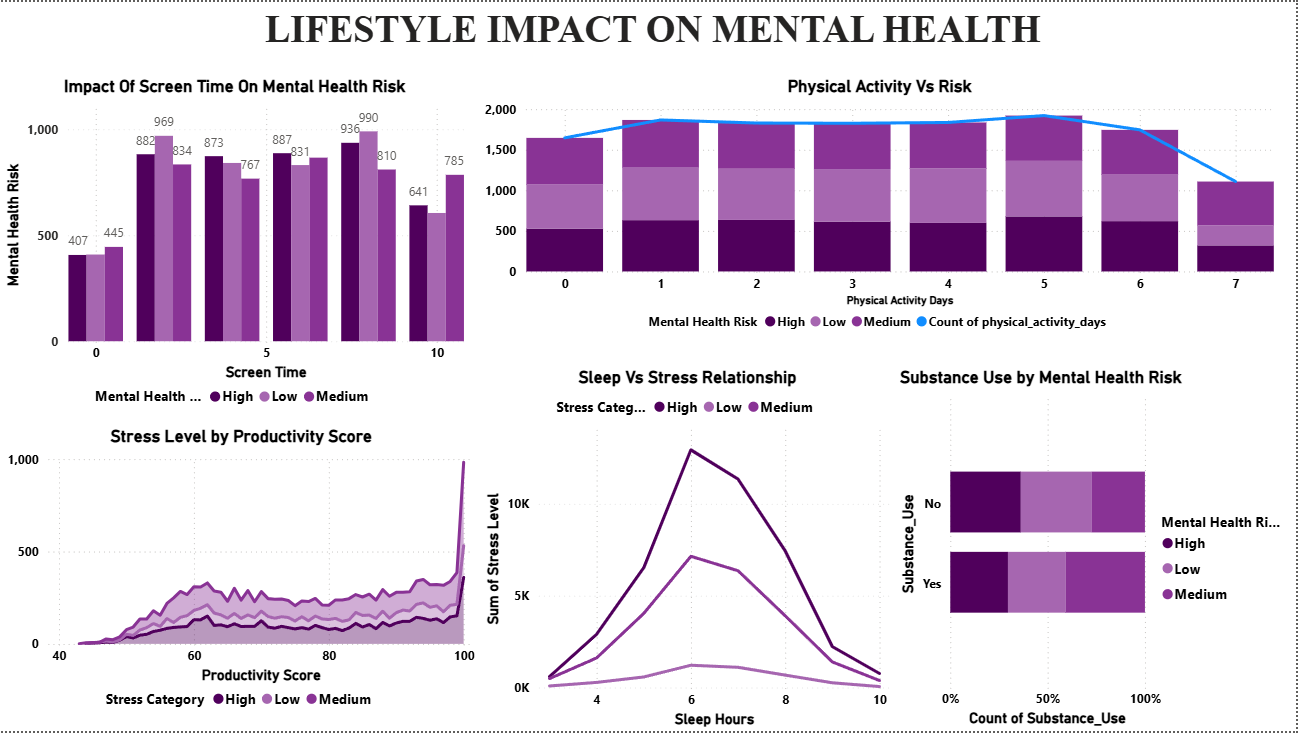 LIFESTYLE IMPACT ON MENTAL HEALTH
Impact Of Screen Time On Mental Health Risk
Mental Health Risk
1,000
500
0
407
445
882
969
834
873
767
887
831
936
990
810
641
785
0
5
10
Screen Time
Mental Health ... High Low Medium
Physical Activity Vs Risk
2,000
1,500
1,000
500
0
0
1
2
3
4
5
6
7
Physical Activity Days
Mental Health Risk High Low Medium Count of physical_activity_days
Stress Level by Productivity Score
1,000
500
0
40
60
80
100
Productivity Score
Stress Category High Low Medium
Sleep Vs Stress Relationship
Stress Categ... High Low Medium
Sum of Stress Level
10K
5K
0K
4
6
8
10
Sleep Hours
Substance Use by Mental Health Risk
Substance_Use
No
Yes
0%
50%
100%
Count of Substance_Use
Mental Health Ri...
High
Low
Medium